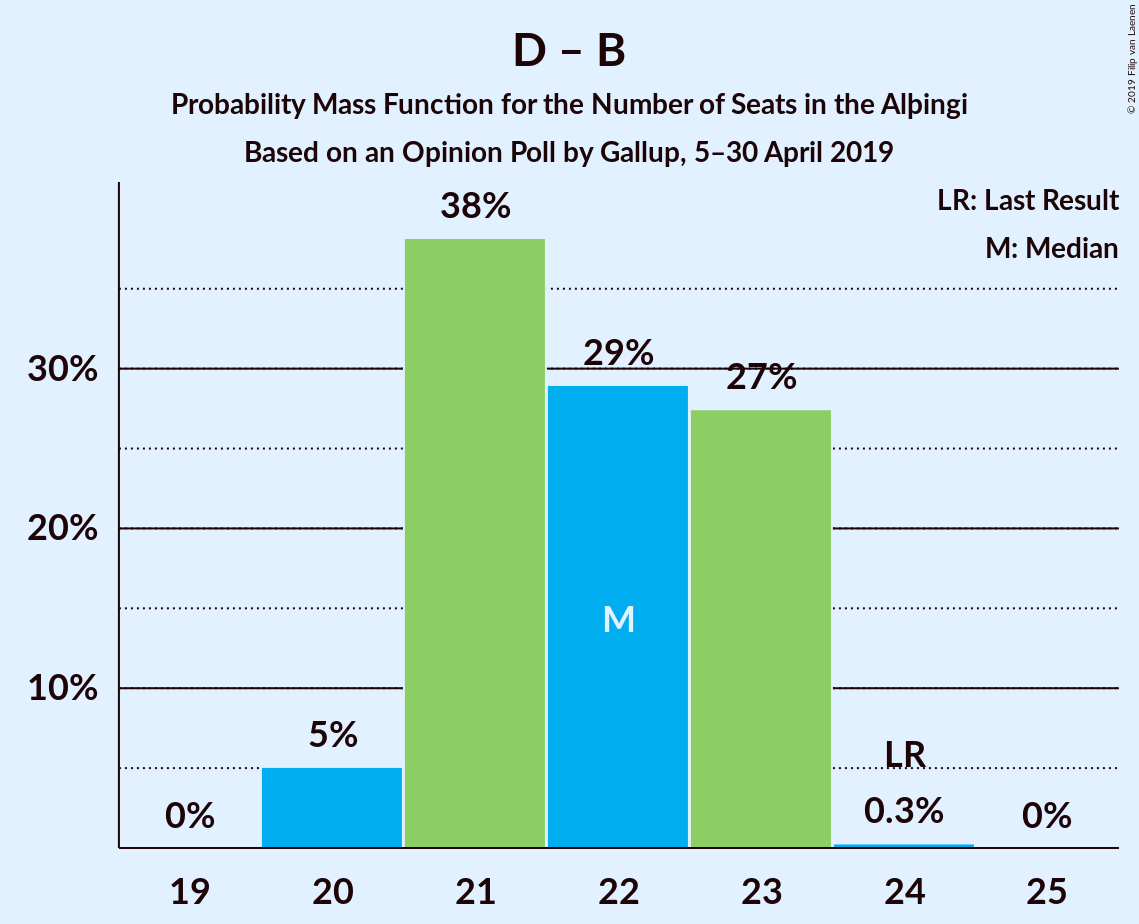 D – B
Probability Mass Function for the Number of Seats in the Alþingi
Based on an Opinion Poll by Gallup, 5–30 April 2019
© 2019 Filip van Laenen
LR: Last Result
M: Median
38%
29%
27%
5%
0%
LR
0.3%
0%
M
30%
20%
10%
19
20
21
22
23
24
25